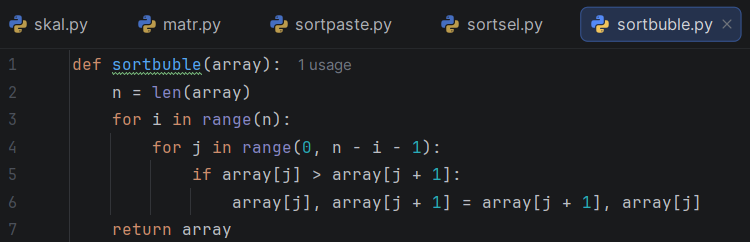 skal.py matr.py sortpaste.py sortsel.py sortbuble.py ×
1 def sortbuble(array): 1 usage
2     n = len(array)
3     for i in range(n):
4         for j in range(0, n - i - 1):
5             if array[j] > array[j + 1]:
6                 array[j], array[j + 1] = array[j + 1], array[j]
7     return array